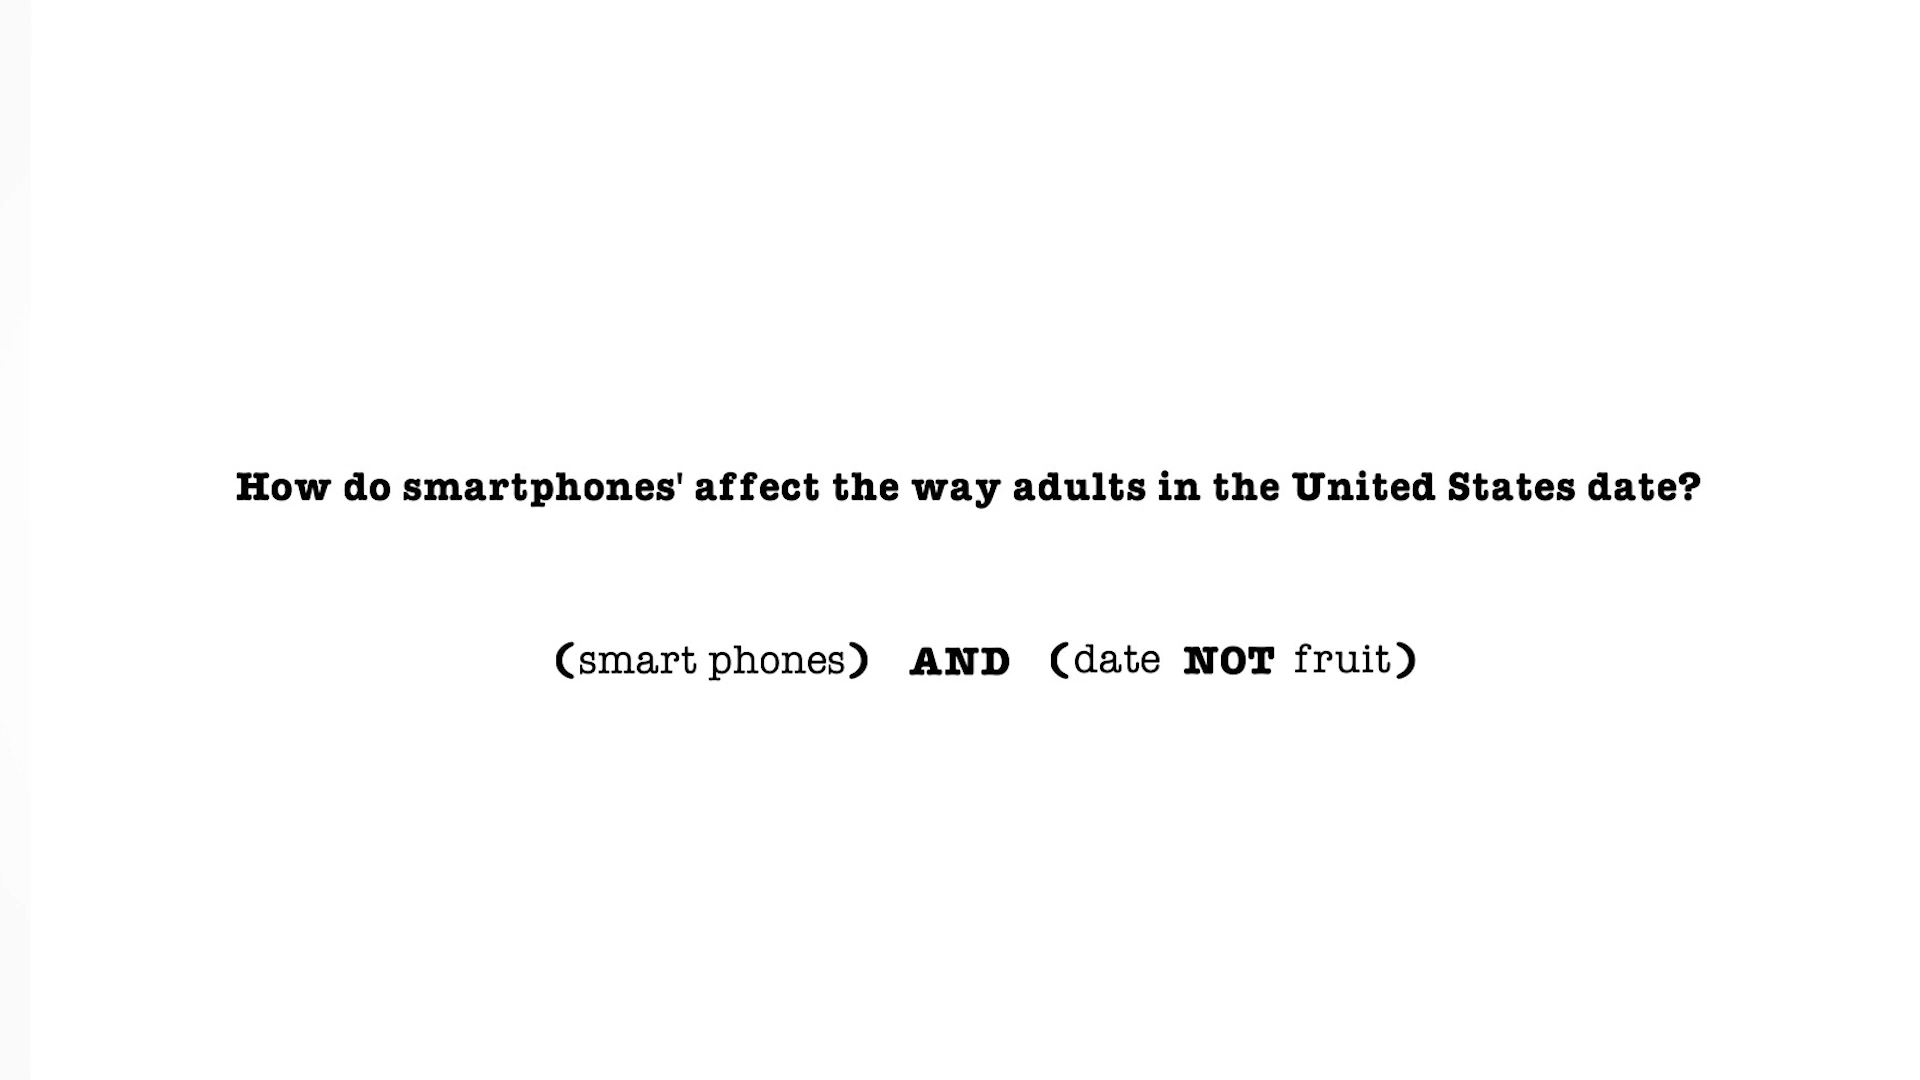 How do smartphones' affect the way adults in the United States date?
(smart phones) AND (date NOT fruit)